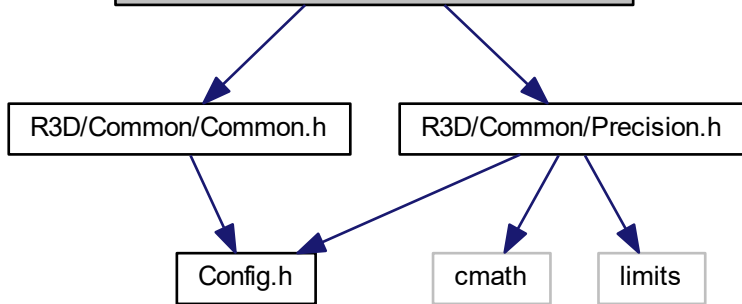 R3D/Common/Common.h
R3D/Common/Precision.h
Config.h
cmath
limits